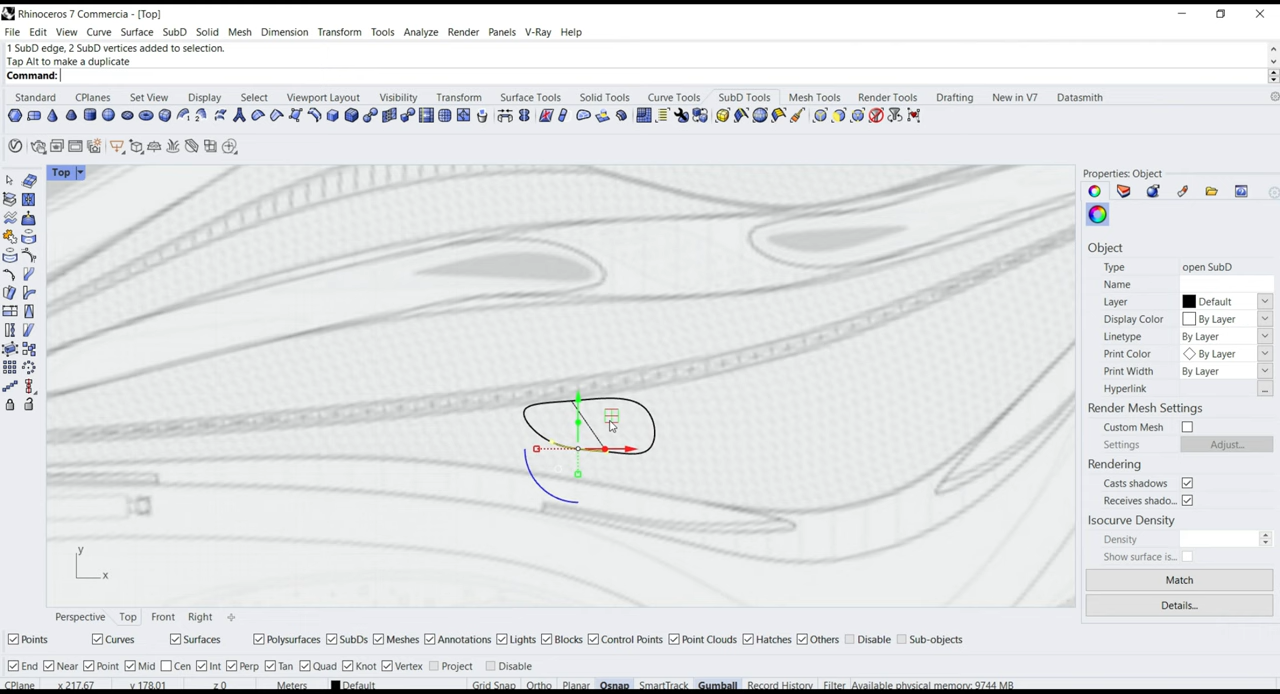 Rhinoceros 7 Commercia - [Top]
File Edit View Curve Surface SubD Solid Mesh Dimension Transform Tools Analyze Render Panels V-Ray Help
1 SubD edge, 2 SubD vertices added to selection.
Tap Alt to make a duplicate
Command:
Standard CPlanes Set View Display Select Viewport Layout Visibility Transform Surface Tools Solid Tools Curve Tools SubD Tools Mesh Tools Render Tools Drafting New in V7 Datasmith
Top
Properties: Object
Object
Type open SubD
Name
Layer Default
Display Color By Layer
Linetype By Layer
Print Color By Layer
Print Width By Layer
Hyperlink ...
Render Mesh Settings
Custom Mesh
Settings Adjust...
Rendering
Casts shadows
Receives shado...
Isocurve Density
Density
Show surface is...
Match
Details...
y
x
Perspective Top Front Right
Points Curves Surfaces Polysurfaces SubDs Meshes Annotations Lights Blocks Control Points Point Clouds Hatches Others Disable Sub-objects
End Near Point Mid Cen Int Perp Tan Quad Knot Vertex Project Disable
CPlane x 217.67 y 178.01 z 0 Meters Default Grid Snap Ortho Planar Osnap SmartTrack Gumball Record History Filter Available physical memory: 9744 MB